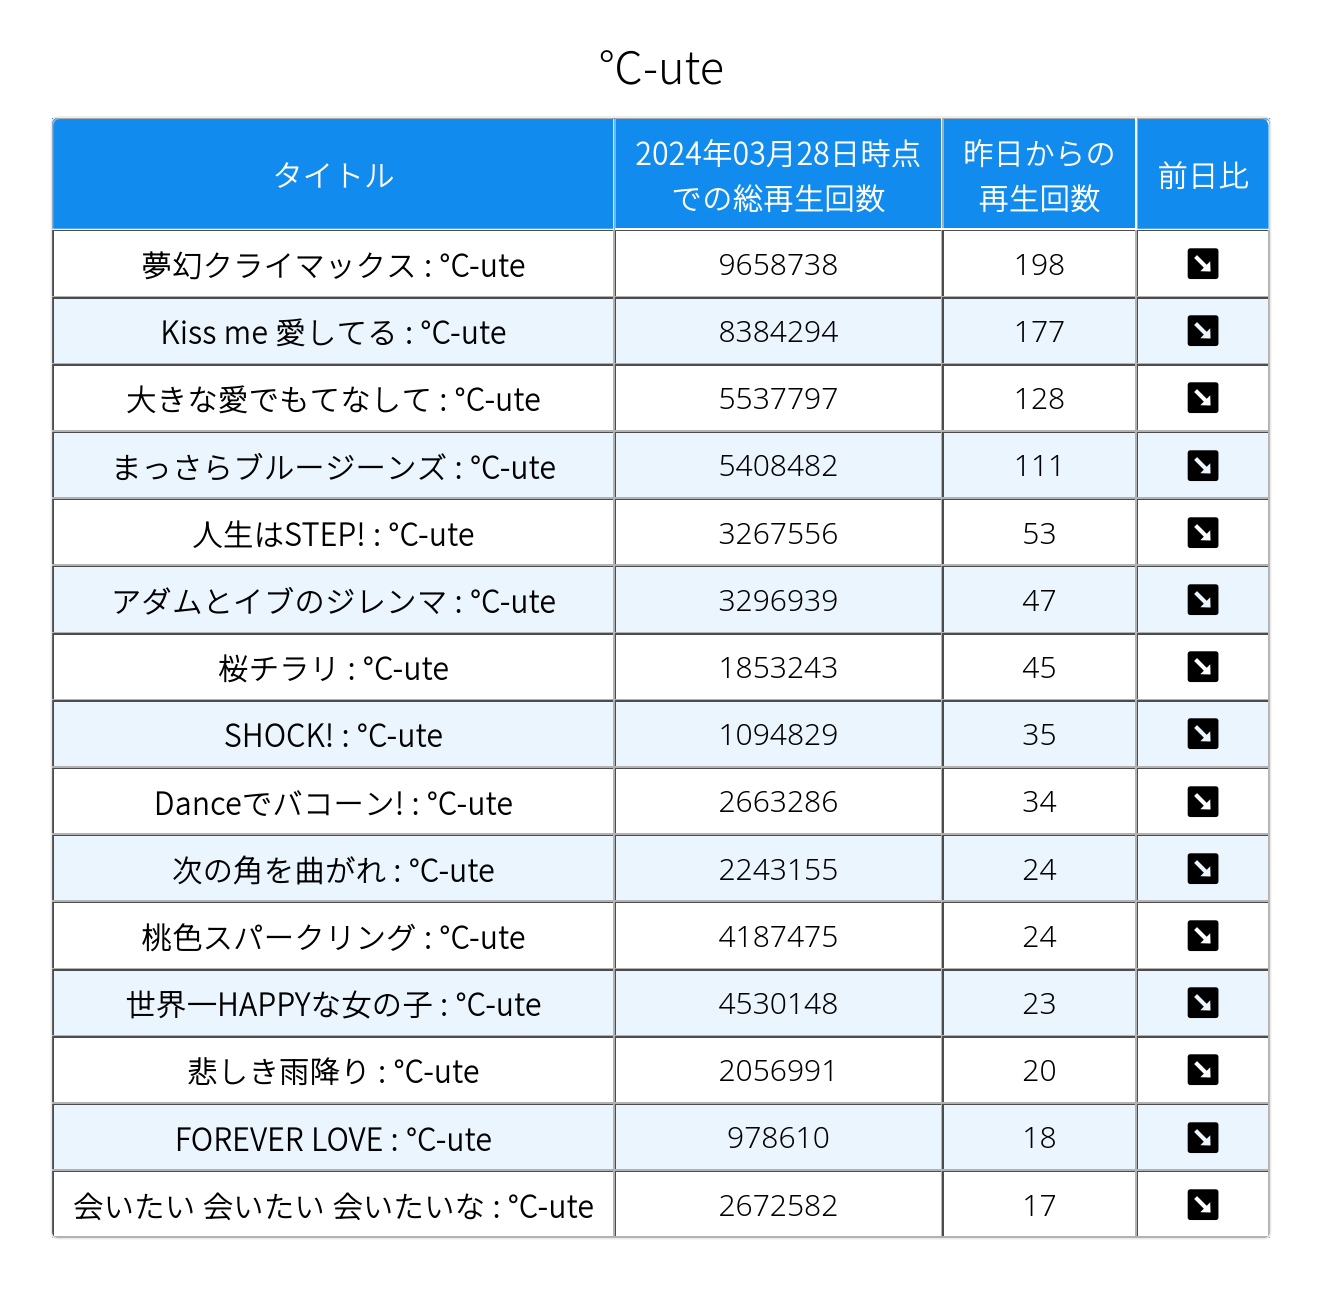 °C-ute
タイトル 2024年03月28日時点での総再生回数 昨日からの再生回数 前日比
夢幻クライマックス : °C-ute 9658738 198 ↘
Kiss me 愛してる : °C-ute 8384294 177 ↘
大きな愛でもてなして : °C-ute 5537797 128 ↘
まっさらブルージーンズ : °C-ute 5408482 111 ↘
人生はSTEP! : °C-ute 3267556 53 ↘
アダムとイブのジレンマ : °C-ute 3296939 47 ↘
桜チラリ : °C-ute 1853243 45 ↘
SHOCK! : °C-ute 1094829 35 ↘
Danceでバコーン! : °C-ute 2663286 34 ↘
次の角を曲がれ : °C-ute 2243155 24 ↘
桃色スパークリング : °C-ute 4187475 24 ↘
世界一HAPPYな女の子 : °C-ute 4530148 23 ↘
悲しき雨降り : °C-ute 2056991 20 ↘
FOREVER LOVE : °C-ute 978610 18 ↘
会いたい 会いたい 会いたいな : °C-ute 2672582 17 ↘